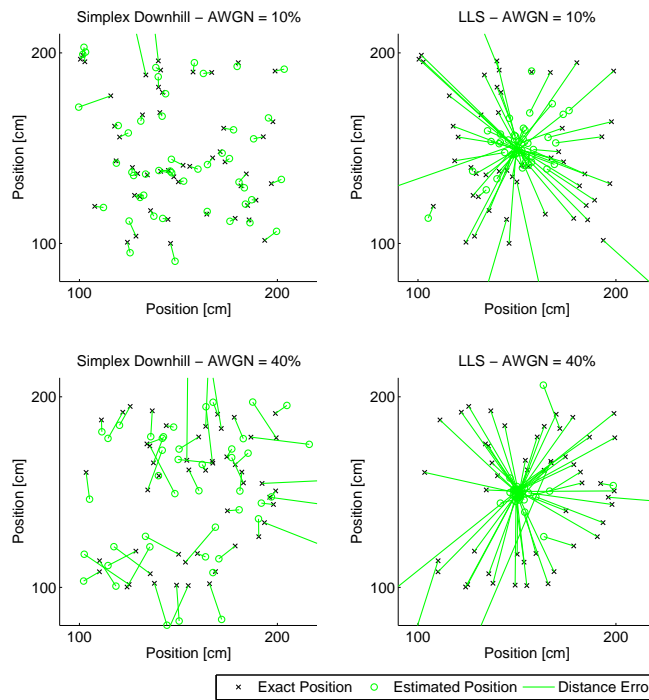 Simplex Downhill – AWGN = 10%
LLS – AWGN = 10%
200
100
Position [cm]
100
200
Position [cm]
200
100
Position [cm]
100
200
Position [cm]
Simplex Downhill – AWGN = 40%
LLS – AWGN = 40%
200
100
Position [cm]
100
200
Position [cm]
200
100
Position [cm]
100
200
Position [cm]
Exact Position
Estimated Position
Distance Erro